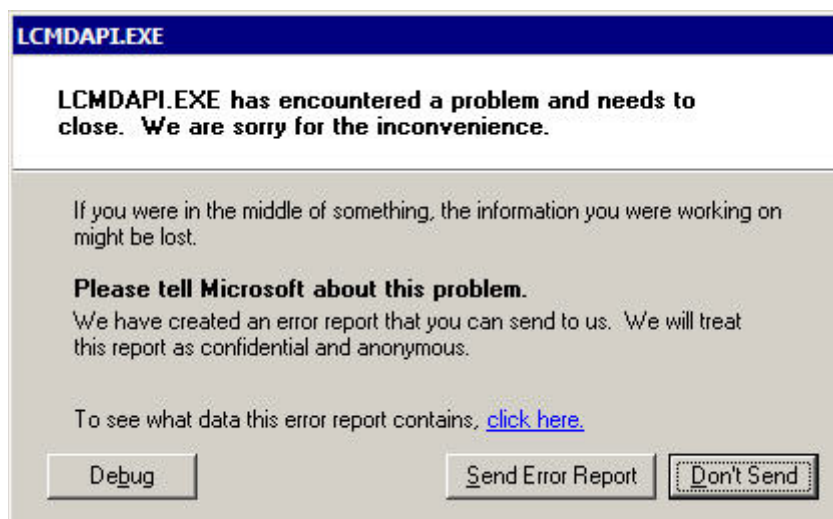 LCMDAPI.EXE
LCMDAPI.EXE has encountered a problem and needs to
close.  We are sorry for the inconvenience.
If you were in the middle of something, the information you were working on
might be lost.
Please tell Microsoft about this problem.
We have created an error report that you can send to us.  We will treat
this report as confidential and anonymous.
To see what data this error report contains, click here.
Debug Send Error Report Don't Send